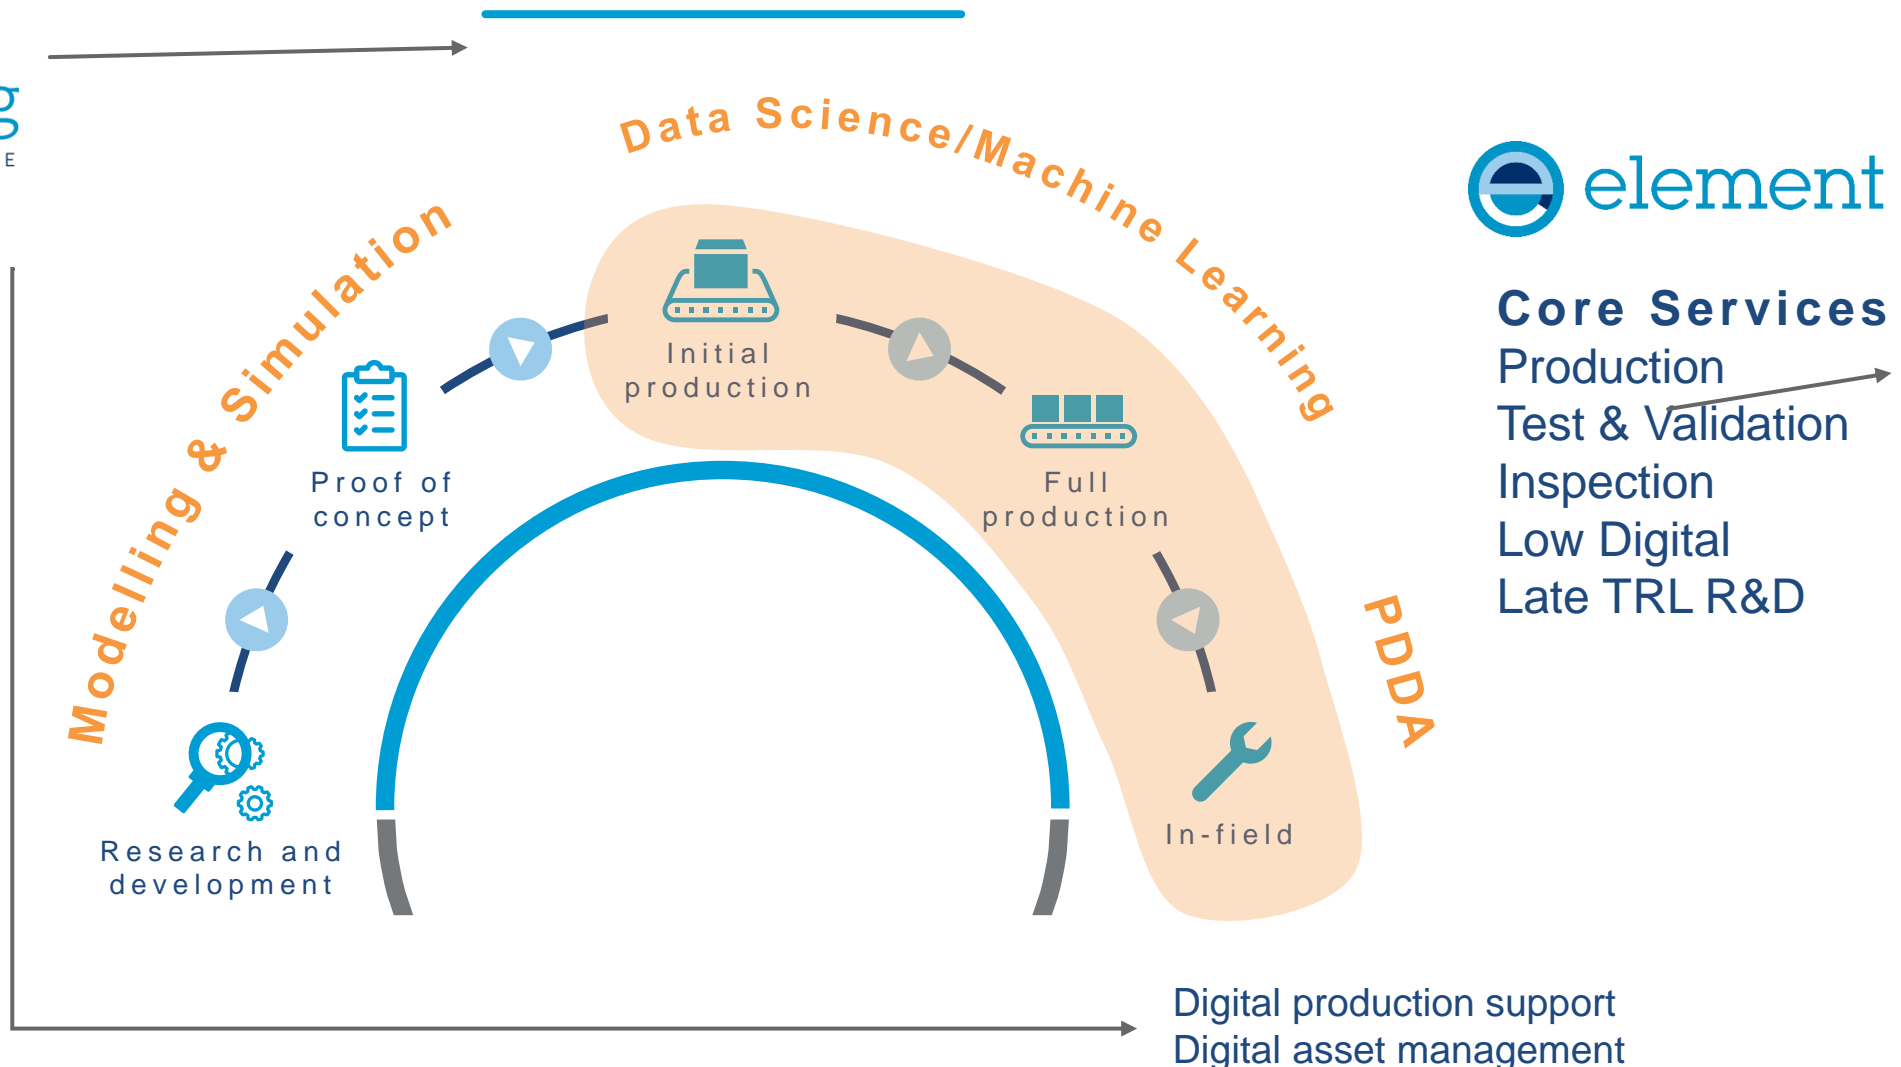 Data Science/Machine Learning
Modelling & Simulation
PDDA
Initial
production
Proof of
concept
Full
production
Research and
development
In-field
element
Core Services
Production
Test & Validation
Inspection
Low Digital
Late TRL R&D
Digital production support
Digital asset management